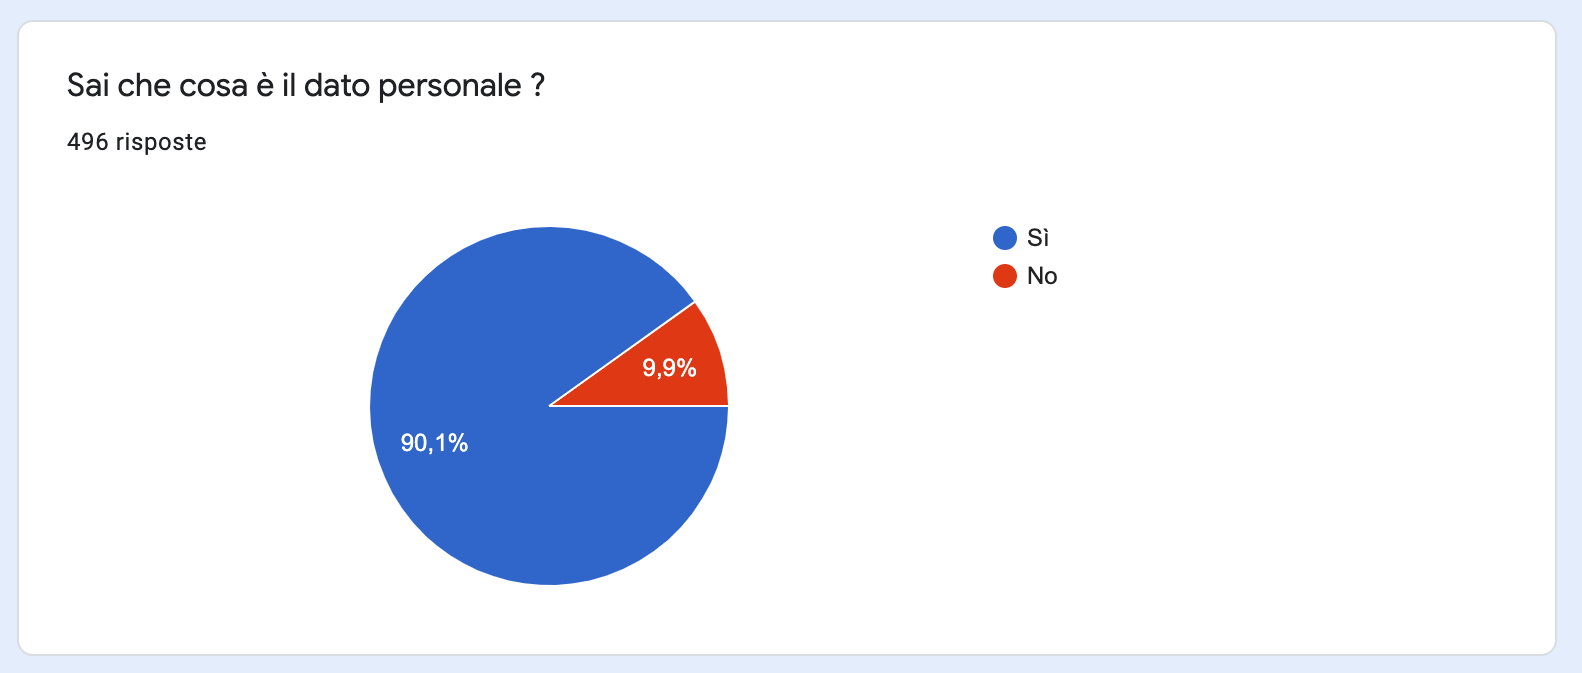 Sai che cosa è il dato personale ?
496 risposte
Sì
No
9,9%
90,1%